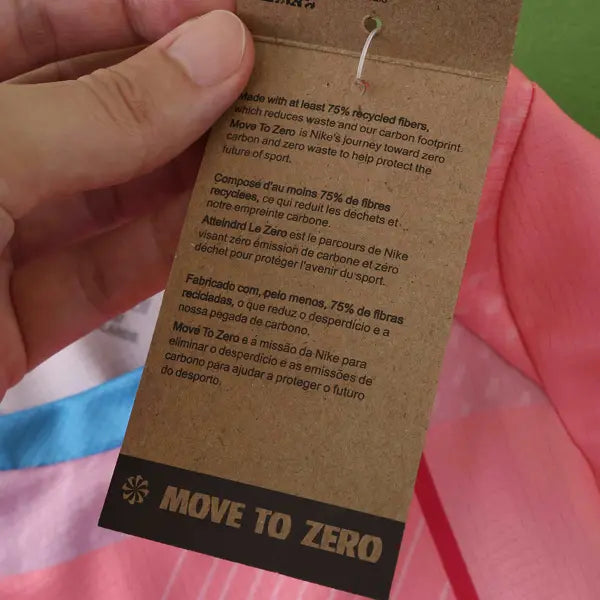 Made with at least 75% recycled fibers,
which reduces waste and our carbon footprint.
Move To Zero is Nike's journey toward zero
carbon and zero waste to help protect the
future of sport.
Composé d'au moins 75% de fibres
recyclées, ce qui réduit les déchets et
notre empreinte carbone.
Atteindrd Le Zéro est le parcours de Nike
visant zéro émission de carbone et zéro
déchet pour protéger l'avenir du sport.
Fabricado com, pelo menos, 75% de fibras
recicladas, o que reduz o desperdício e a
nossa pegada de carbono.
Move To Zero é a missão da Nike para
eliminar o desperdício e as emissões de
carbono para ajudar a proteger o futuro
do desporto.
MOVE TO ZERO